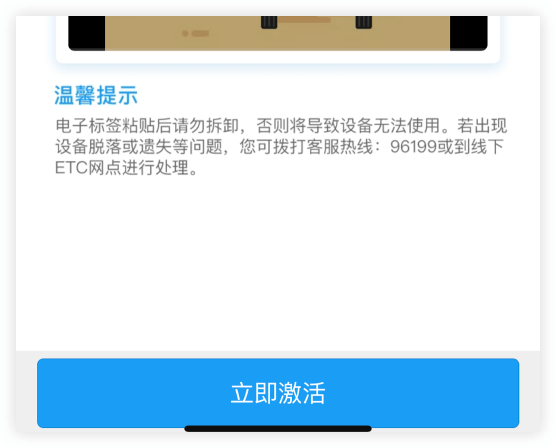 温馨提示
电子标签粘贴后请勿拆卸，否则将导致设备无法使用。若出现
设备脱落或遗失等问题，您可拨打客服热线：96199或到线下
ETC网点进行处理。
立即激活